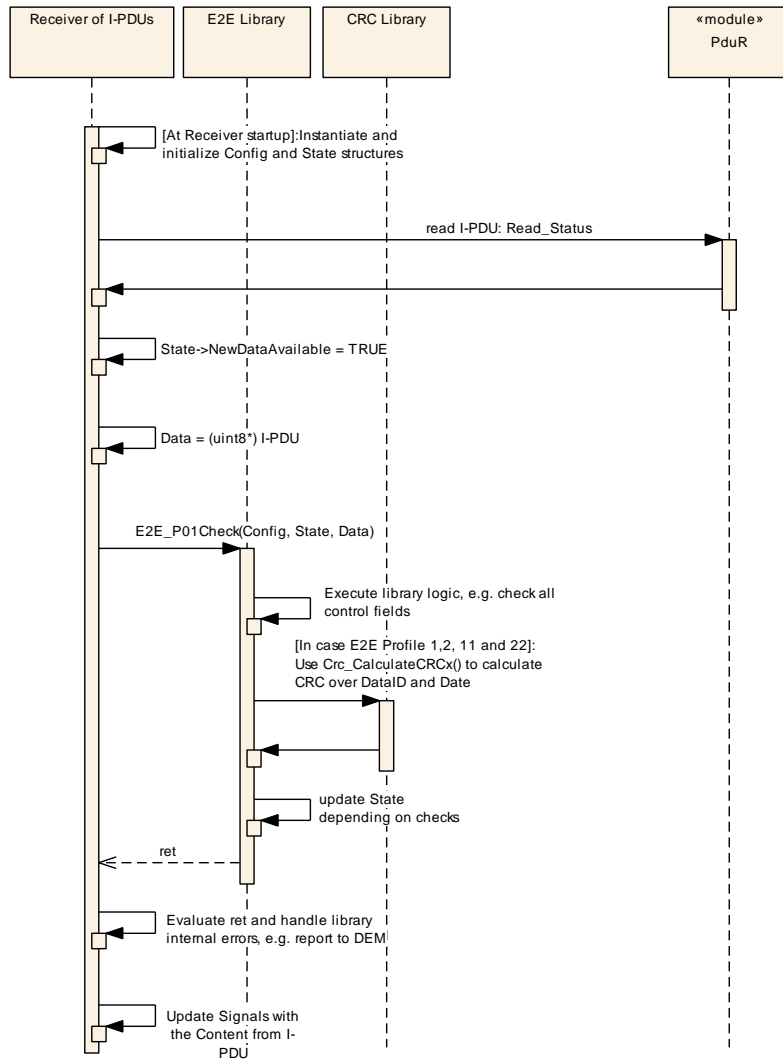 Receiver of I-PDUs
E2E Library
CRC Library
«module»
PduR
[At Receiver startup]:Instantiate and
initialize Config and State structures
read I-PDU: Read_Status
State->NewDataAvailable = TRUE
Data = (uint8*) I-PDU
E2E_P01Check(Config, State, Data)
Execute library logic, e.g. check all
control fields
[In case E2E Profile 1,2, 11 and 22]:
Use Crc_CalculateCRCx() to calculate
CRC over DataID and Date
update State
depending on checks
ret
Evaluate ret and handle library
internal errors, e.g. report to DEM
Update Signals with
the Content from I-
PDU